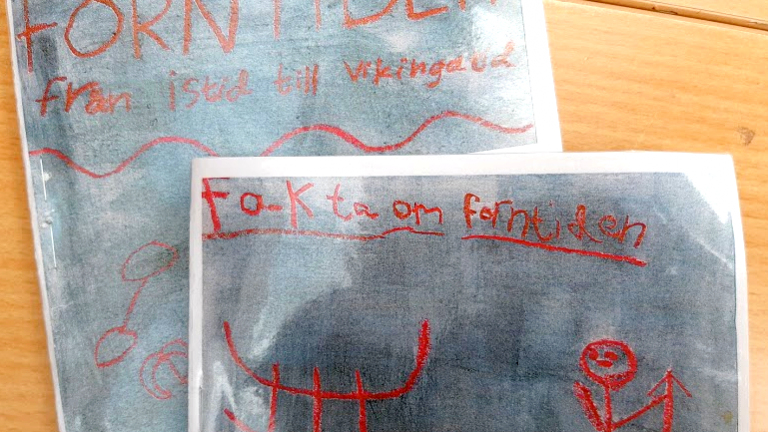 FORNTIDEN
från istid till vikingatid
Fakta om forntiden